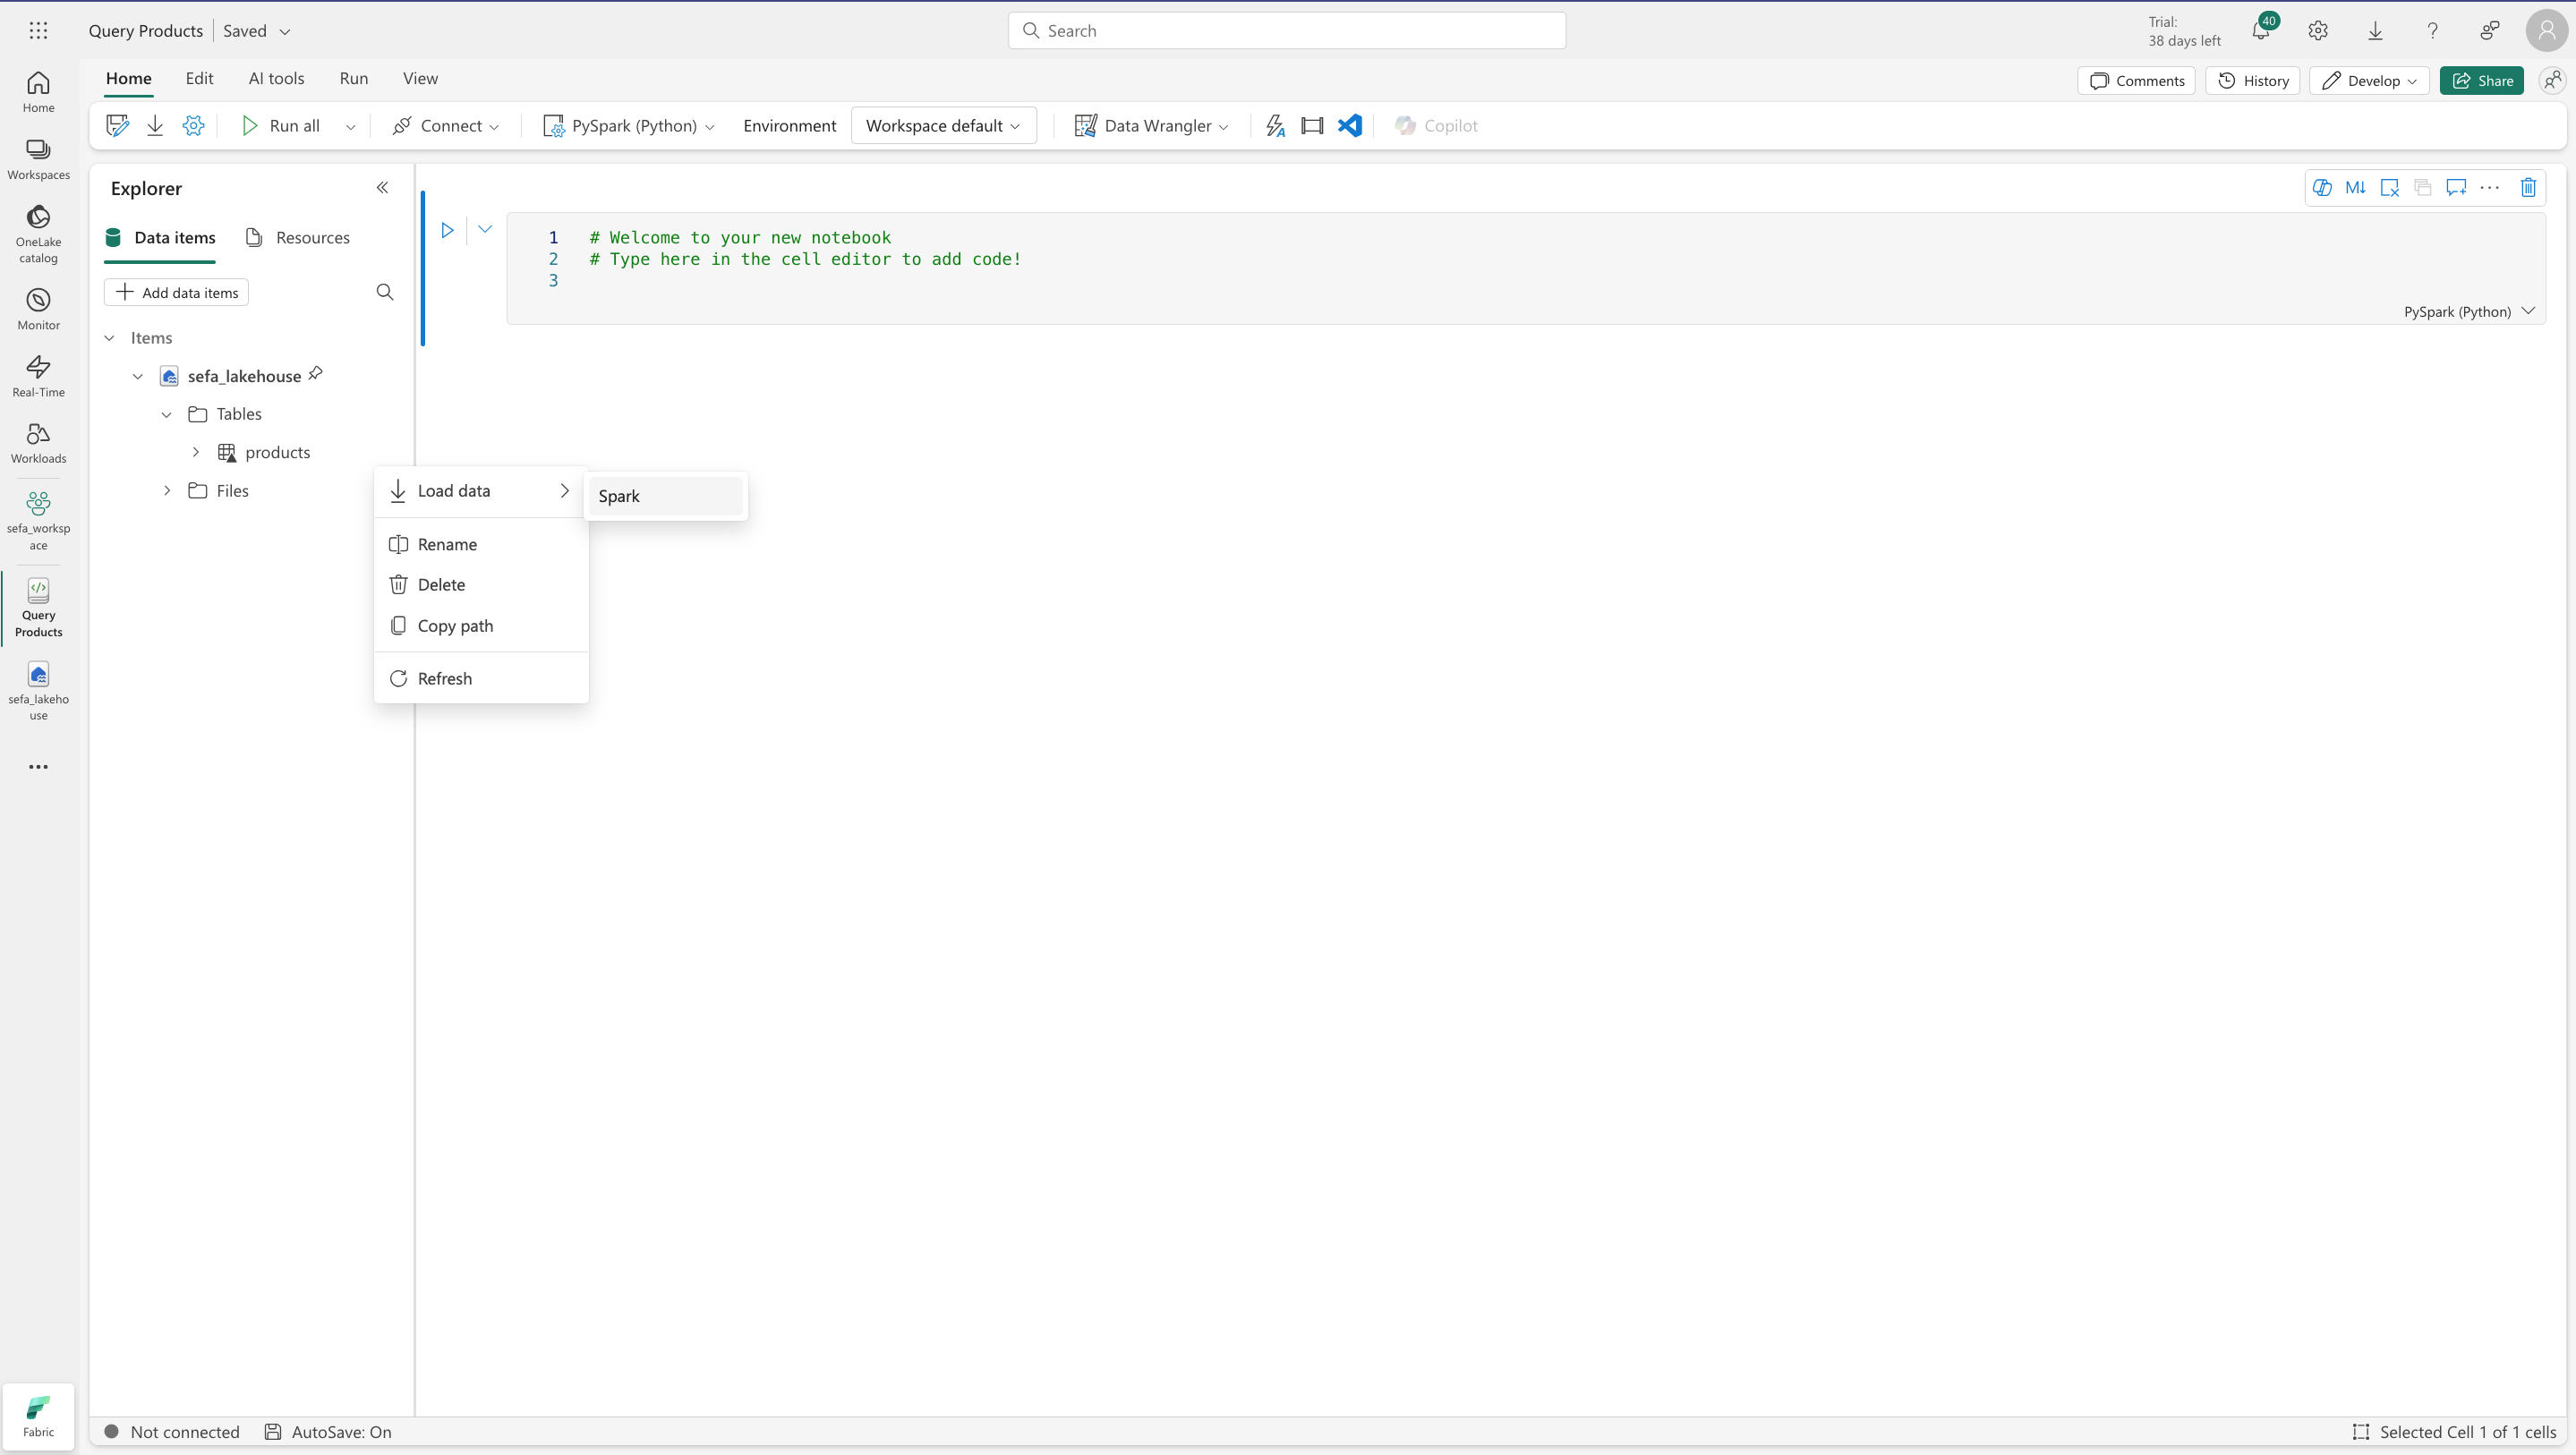 Query Products
Saved
Search
Trial:
38 days left
40
Home
Edit
AI tools
Run
View
Comments
History
Develop
Share
Run all
Connect
PySpark (Python)
Environment
Workspace default
Data Wrangler
Copilot
Home
Workspaces
OneLake
catalog
Monitor
Real-Time
Workloads
sefa_worksp
ace
Query
Products
sefa_lakeho
use
Fabric
Explorer
Data items
Resources
Add data items
Items
sefa_lakehouse
Tables
products
Files
Load data
Spark
Rename
Delete
Copy path
Refresh
M↓
1 # Welcome to your new notebook
2 # Type here in the cell editor to add code!
3
PySpark (Python)
Not connected
AutoSave: On
Selected Cell 1 of 1 cells